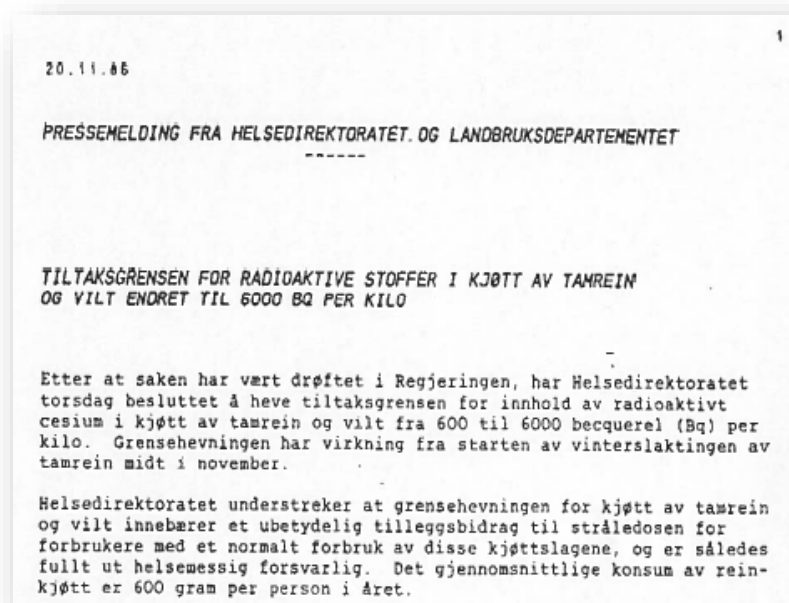 1
20.11.86
PRESSEMELDING FRA HELSEDIREKTORATET.OG LANDBRUKSDEPARTEMENTET
------
TILTAKSGRENSEN FOR RADIOAKTIVE STOFFER I KJØTT AV TAMREIN
OG VILT ENDRET TIL 6000 BQ PER KILO
Etter at saken har vært drøftet i Regjeringen, har Helsedirektoratet
torsdag besluttet å heve tiltaksgrensen for innhold av radioaktivt
cesium i kjøtt av tamrein og vilt fra 600 til 6000 becquerel (Bq) per
kilo. Grensehevningen har virkning fra starten av vinterslaktingen av
tamrein midt i november.
Helsedirektoratet understreker at grensehevningen for kjøtt av tamrein
og vilt innebærer et ubetydelig tilleggsbidrag til stråledosen for
forbrukere med et normalt forbruk av disse kjøttslagene, og er således
fullt ut helsemessig forsvarlig. Det gjennomsnittlige konsum av rein-
kjøtt er 600 gram per person i året.